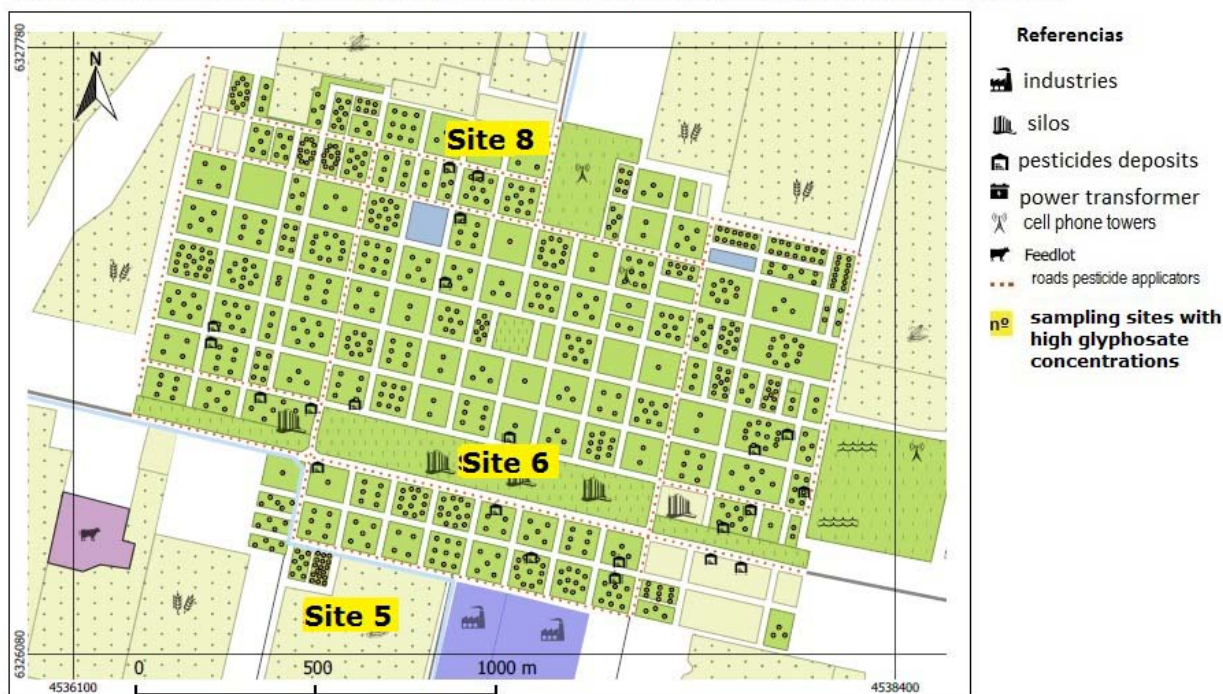 6327780
N
Site 8
Site 6
Site 5
6326080
0 500 1000 m
4536100
4538400
Referencias
industries
silos
pesticides deposits
power transformer
cell phone towers
Feedlot
roads pesticide applicators
nº sampling sites with
high glyphosate
concentrations